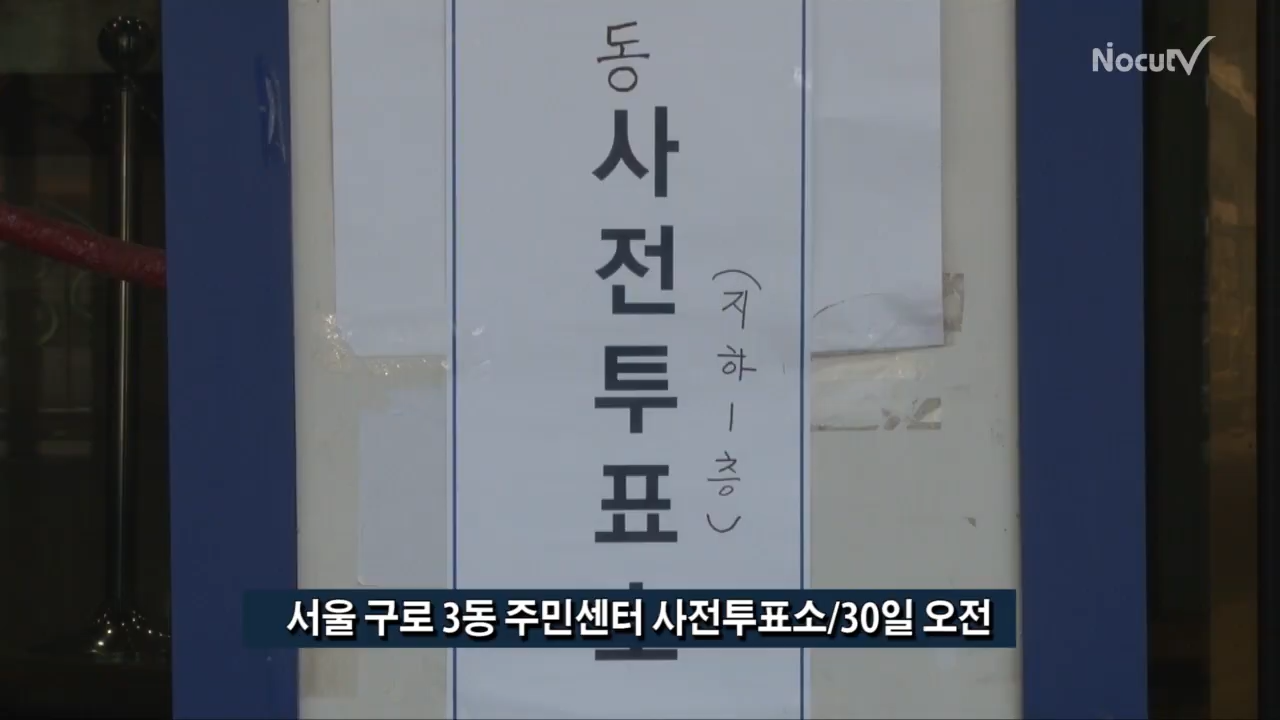 NocutV
동
사전투표소
(지하1층)
서울 구로 3동 주민센터 사전투표소/30일 오전